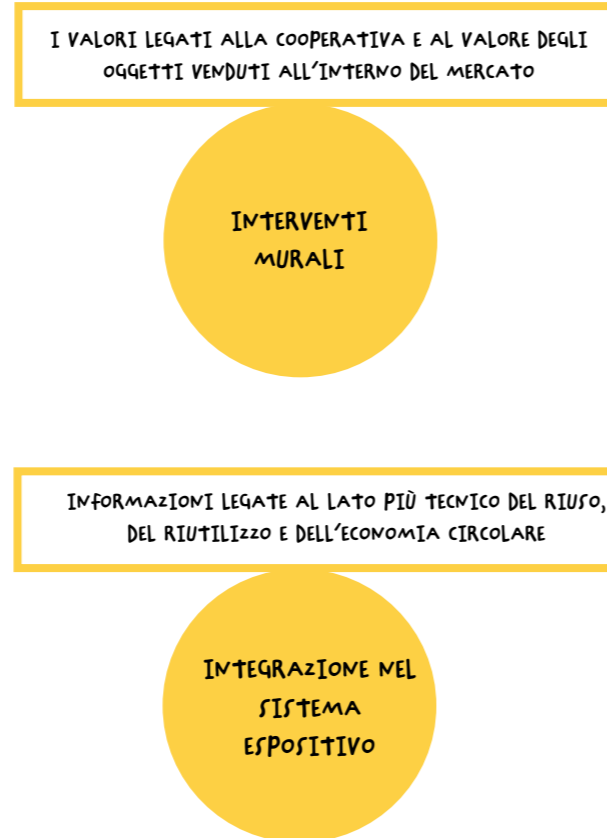 I VALORI LEGATI ALLA COOPERATIVA E AL VALORE DEGLI
OGGETTI VENDUTI ALL'INTERNO DEL MERCATO
INTERVENTI
MURALI
INFORMAZIONI LEGATE AL LATO PIÙ TECNICO DEL RIUSO,
DEL RIUTILIZZO E DELL'ECONOMIA CIRCOLARE
INTEGRAZIONE NEL
SISTEMA
ESPOSITIVO